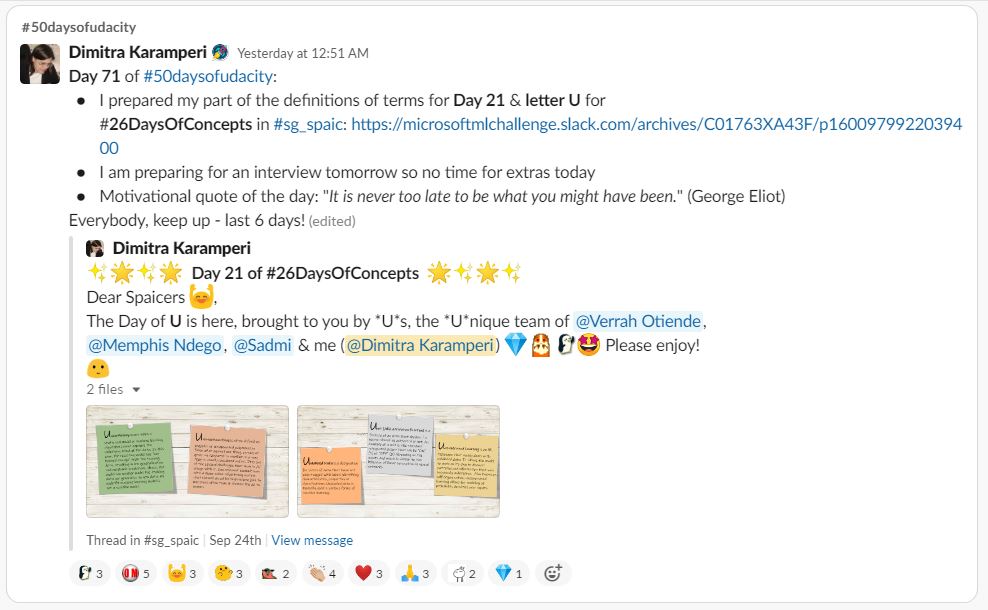 #50daysofudacity
Dimitra Karamperi Yesterday at 12:51 AM
Day 71 of #50daysofudacity:
• I prepared my part of the definitions of terms for Day 21 & letter U for
#26DaysOfConcepts in #sg_spaic: https://microsoftmlchallenge.slack.com/archives/C01763XA43F/p16009799220394
00
• I am preparing for an interview tomorrow so no time for extras today
• Motivational quote of the day: "It is never too late to be what you might have been." (George Eliot)
Everybody, keep up - last 6 days! (edited)
Dimitra Karamperi
✨🌟✨🌟 Day 21 of #26DaysOfConcepts 🌟✨🌟✨
Dear Spaicers ,
The Day of U is here, brought to you by *U*s, the *U*nique team of @Verrah Otiende,
@Memphis Ndego, @Sadmi & me (@Dimitra Karamperi) 💎 🐧🤩 Please enjoy!
2 files
Thread in #sg_spaic | Sep 24th | View message
3 5 3 3 2 4 3 3 2 1